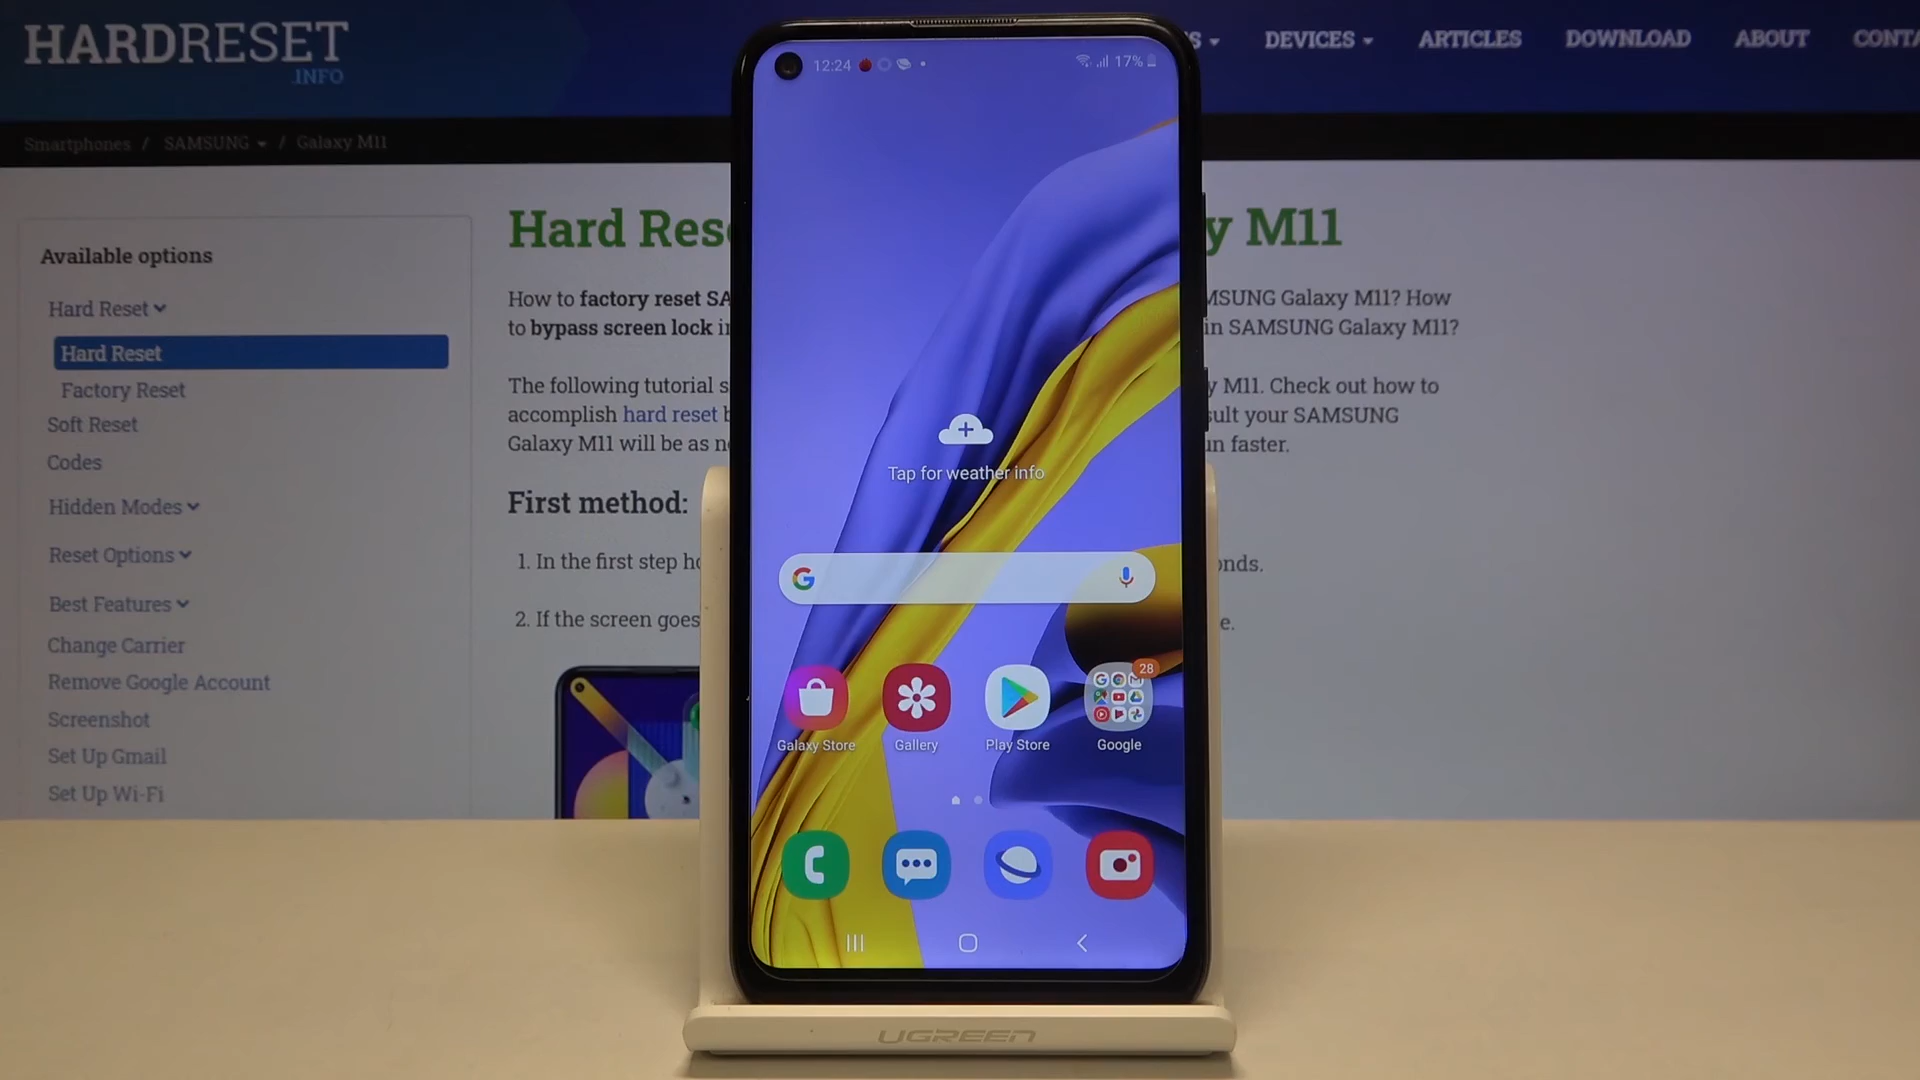 HARDRESET
.INFO
DEVICES
ARTICLES
DOWNLOAD
ABOUT
Smartphones / SAMSUNG / Galaxy M11
Available options
Hard Reset
Hard Reset
Factory Reset
Soft Reset
Codes
Hidden Modes
Reset Options
Best Features
Change Carrier
Remove Google Account
Screenshot
Set Up Gmail
Set Up Wi-Fi
Hard Res
y M11
How to factory reset SA
MSUNG Galaxy M11? How
to bypass screen lock i
in SAMSUNG Galaxy M11?
The following tutorial s
y M11. Check out how to
accomplish hard reset
sult your SAMSUNG
Galaxy M11 will be as
un faster.
First method:
1. In the first step
onds.
2. If the screen goes
e.
12:24
17%
Tap for weather info
G
28
Galaxy Store
Gallery
Play Store
Google
UGREEN